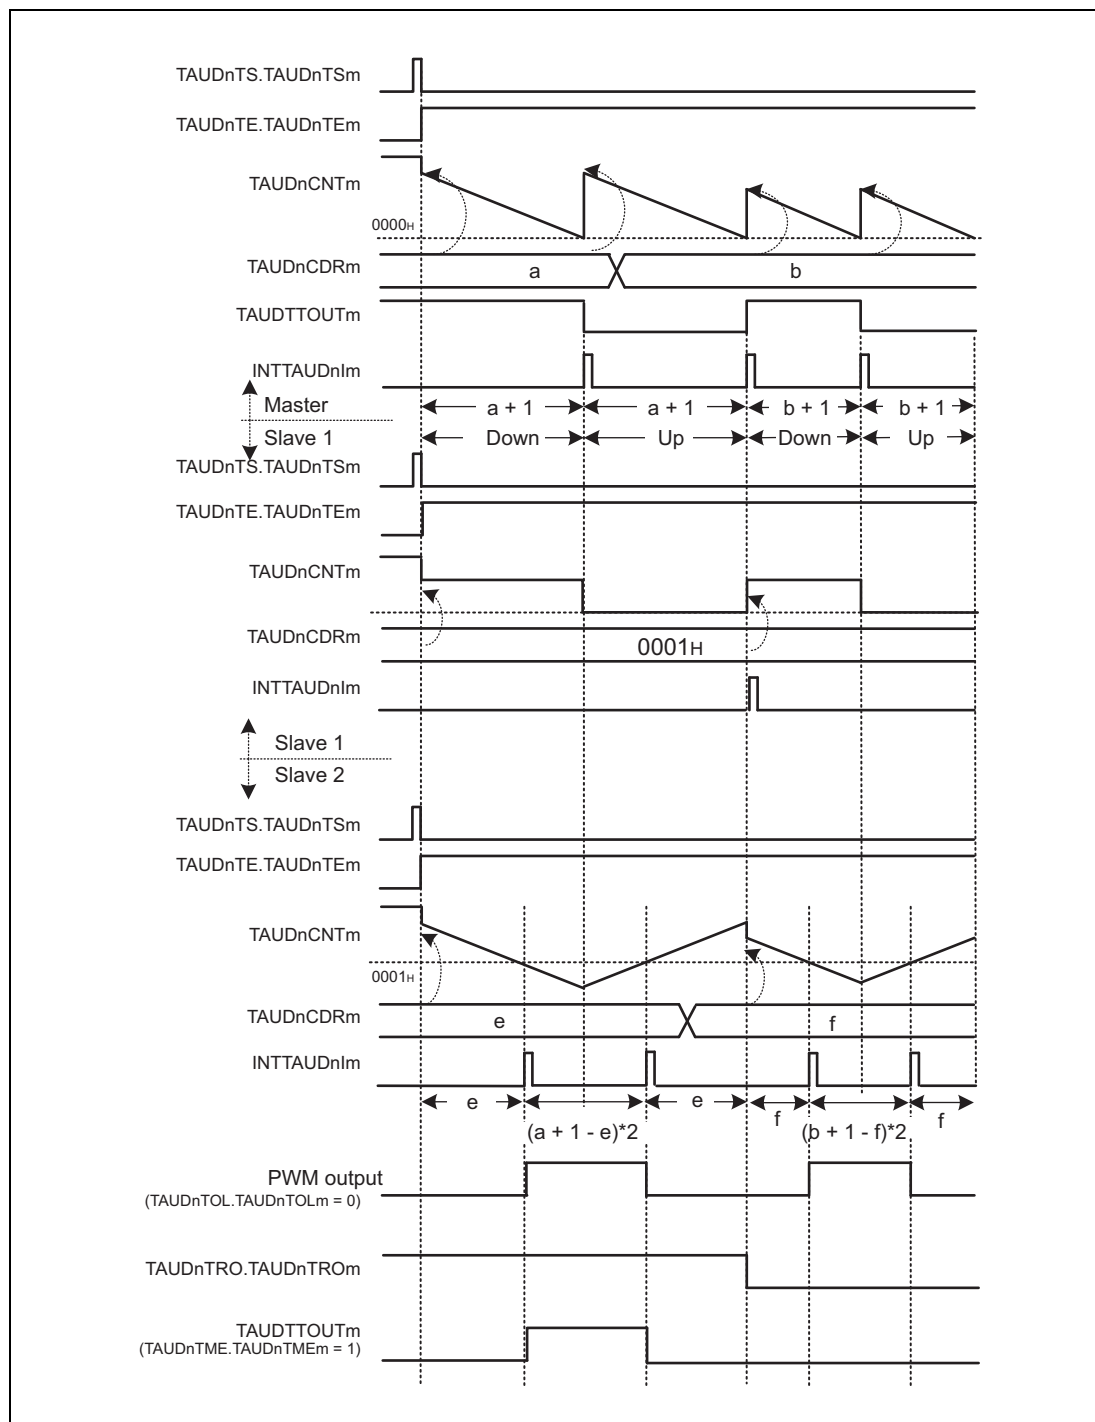 TAUDnTS.TAUDnTSm
TAUDnTE.TAUDnTEm
TAUDnCNTm
0000H
TAUDnCDRm
a
b
TAUDTTOUTm
INTTAUDnIm
Master
a + 1
a + 1
b + 1
b + 1
Slave 1
Down
Up
Down
Up
TAUDnTS.TAUDnTSm
TAUDnTE.TAUDnTEm
TAUDnCNTm
TAUDnCDRm
0001H
INTTAUDnIm
Slave 1
Slave 2
TAUDnTS.TAUDnTSm
TAUDnTE.TAUDnTEm
TAUDnCNTm
0001H
TAUDnCDRm
e
f
INTTAUDnIm
e
e
f
f
(a + 1 - e)*2
(b + 1 - f)*2
PWM output
(TAUDnTOL.TAUDnTOLm = 0)
TAUDnTRO.TAUDnTROm
TAUDTTOUTm
(TAUDnTME.TAUDnTMEm = 1)